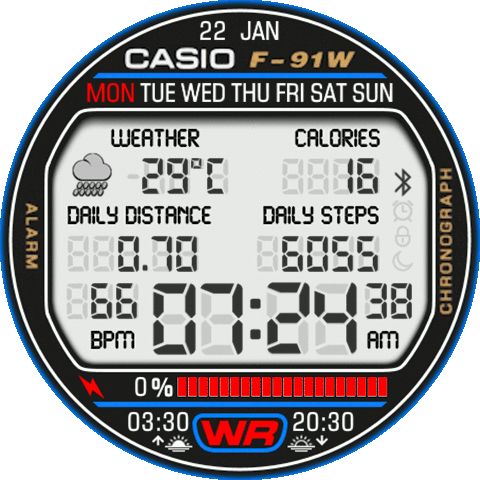 22 JAN
CASIO F-91W
MON TUE WED THU FRI SAT SUN
WEATHER CALORIES
29°C 16
DAILY DISTANCE DAILY STEPS
0.70 6055
66 07:24 38
BPM AM
ALARM
CHRONOGRAPH
0%
03:30 WR 20:30